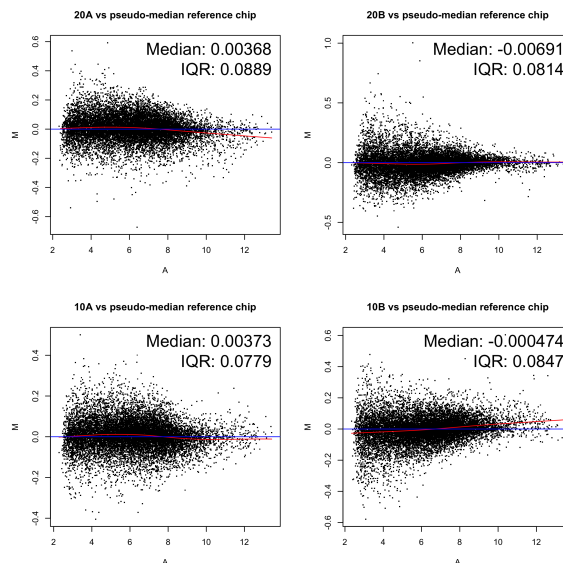 20A vs pseudo-median reference chip
Median: 0.00368
IQR: 0.0889
0.6
0.4
0.2
0.0
-0.2
-0.4
-0.6
M
2 4 6 8 10 12
A
20B vs pseudo-median reference chip
Median: -0.00691
IQR: 0.0814
1.0
0.5
0.0
-0.5
M
2 4 6 8 10 12
A
10A vs pseudo-median reference chip
Median: 0.00373
IQR: 0.0779
0.4
0.2
0.0
-0.2
-0.4
M
2 4 6 8 10 12
A
10B vs pseudo-median reference chip
Median: -0.000474
IQR: 0.0847
0.6
0.4
0.2
0.0
-0.2
-0.4
-0.6
M
2 4 6 8 10 12
A